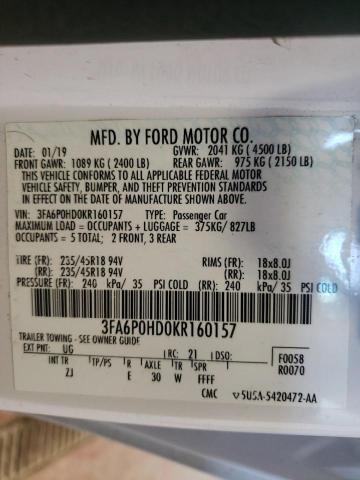 MFD. BY FORD MOTOR CO.
DATE: 01/19 GVWR: 2041 KG (4500 LB)
FRONT GAWR: 1089 KG (2400 LB) REAR GAWR: 975 KG (2150 LB)
THIS VEHICLE CONFORMS TO ALL APPLICABLE FEDERAL MOTOR
VEHICLE SAFETY, BUMPER, AND THEFT PREVENTION STANDARDS
IN EFFECT ON THE DATE OF MANUFACTURE SHOWN ABOVE.
VIN: 3FA6P0HD0KR160157 TYPE: Passenger Car
MAXIMUM LOAD = OCCUPANTS + LUGGAGE = 375KG/ 827LB
OCCUPANTS = 5 TOTAL; 2 FRONT, 3 REAR
TIRE (FR): 235/45R18 94V RIMS (FR): 18x8.0J
(RR): 235/45R18 94V (RR): 18x8.0J
PRESSURE (FR): 240 kPa/ 35 PSI COLD (RR): 240 kPa/ 35 PSI COLD
3FA6P0HD0KR160157
TRAILER TOWING - SEE OWNER GUIDE
EXT PNT: UG RC: 21 DSO: F0058
R0070
INT TR TP/PS R AXLE TR SPR
ZJ E 30 W FFFF
CMC 5U5A-5420472-AA